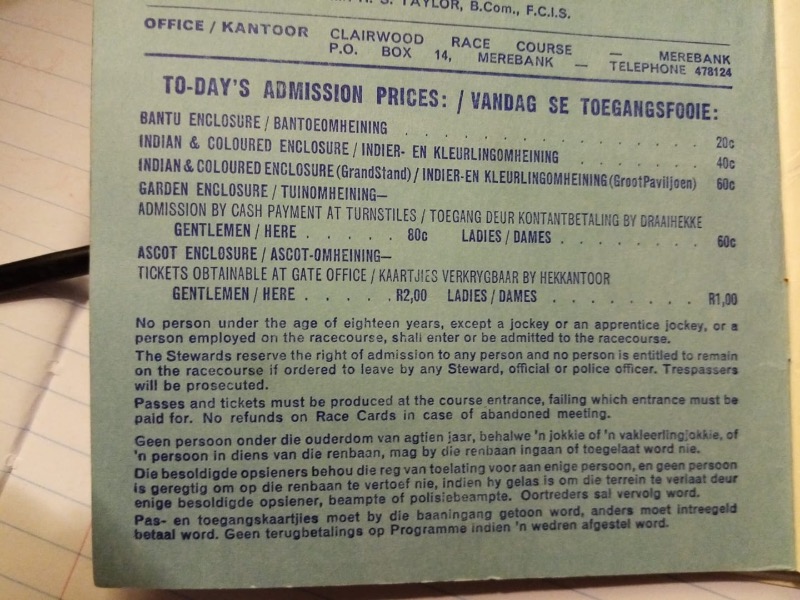 S. TAYLOR, B.Com., F.C.I.S.
OFFICE / KANTOOR CLAIRWOOD RACE COURSE — MEREBANK
P.O. BOX 14, MEREBANK — TELEPHONE 478124
TO-DAY'S ADMISSION PRICES: / VANDAG SE TOEGANGSFOOIE:
BANTU ENCLOSURE / BANTOEOMHEINING . . . . . . . . . . . 20c
INDIAN & COLOURED ENCLOSURE / INDIER- EN KLEURLINGOMHEINING . . . . . 40c
INDIAN & COLOURED ENCLOSURE (GrandStand) / INDIER-EN KLEURLINGOMHEINING (GrootPaviljoen) 60c
GARDEN ENCLOSURE / TUINOMHEINING—
ADMISSION BY CASH PAYMENT AT TURNSTILES / TOEGANG DEUR KONTANTBETALING BY DRAAIHEKKE
GENTLEMEN / HERE . . . . . 80c LADIES / DAMES . . . . . . . . 60c
ASCOT ENCLOSURE / ASCOT-OMHEINING—
TICKETS OBTAINABLE AT GATE OFFICE / KAARTJIES VERKRYGBAAR BY HEKKANTOOR
GENTLEMEN / HERE . . . . . R2,00 LADIES / DAMES . . . . . . . . R1,00
No person under the age of eighteen years, except a jockey or an apprentice jockey, or a
person employed on the racecourse, shall enter or be admitted to the racecourse.
The Stewards reserve the right of admission to any person and no person is entitled to remain
on the racecourse if ordered to leave by any Steward, official or police officer. Trespassers
will be prosecuted.
Passes and tickets must be produced at the course entrance, failing which entrance must be
paid for. No refunds on Race Cards in case of abandoned meeting.
Geen persoon onder die ouderdom van agtien jaar, behalwe 'n jokkie of 'n vakleerlingjokkie, of
'n persoon in diens van die renbaan, mag by die renbaan ingaan of toegelaat word nie.
Die besoldigde opsieners behou die reg van toelating voor aan enige persoon, en geen persoon
is geregtig om op die renbaan te vertoef nie, indien hy gelas is om die terrein te verlaat deur
enige besoldigde opsiener, beampte of polisiebeampte. Oortreders sal vervolg word.
Pas- en toegangskaartjies moet by die baaningang getoon word, anders moet intreegeld
betaal word. Geen terugbetalings op Programme indien 'n wedren afgestel word.